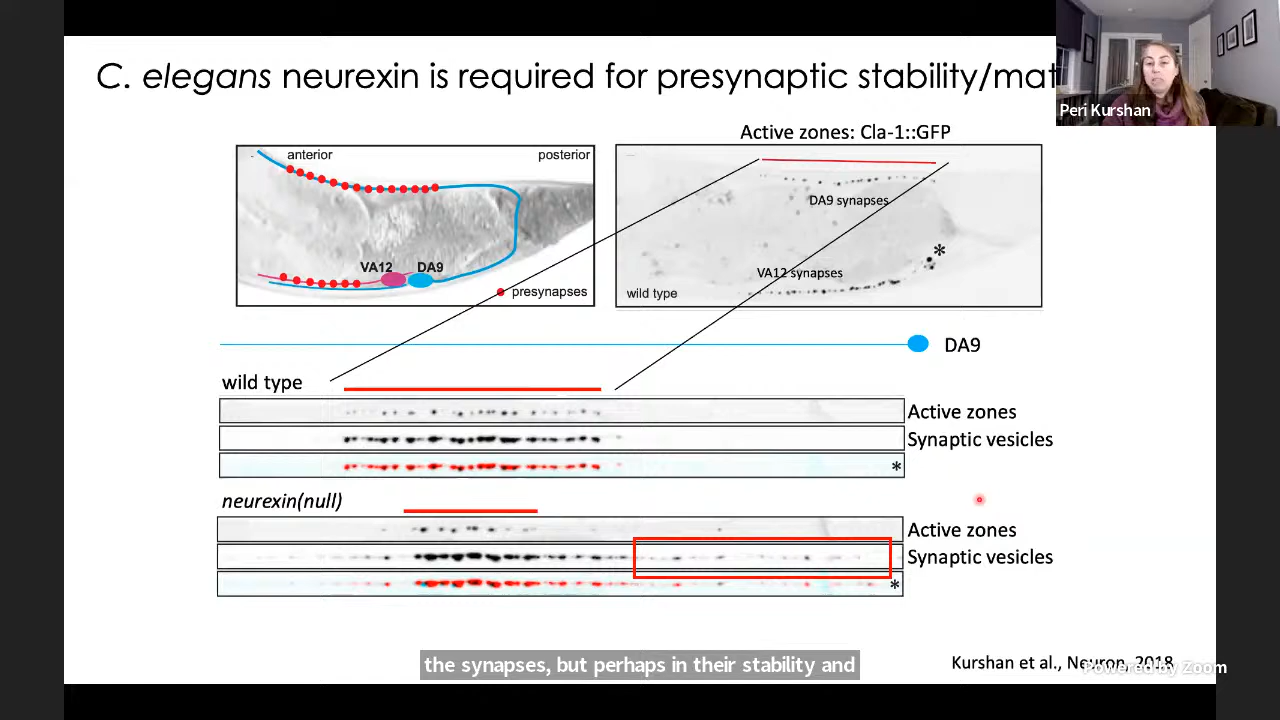 C. elegans neurexin is required for presynaptic stability/mat
Peri Kurshan
Active zones: Cla-1::GFP
anterior
posterior
VA12
DA9
presynapses
DA9 synapses
*
VA12 synapses
wild type
DA9
wild type
Active zones
Synaptic vesicles
*
neurexin(null)
Active zones
Synaptic vesicles
*
the synapses, but perhaps in their stability and
Kurshan et al., Neuron, 2018
Powered by Zoom